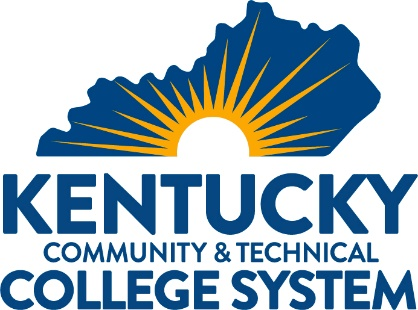 KENTUCKY
COMMUNITY & TECHNICAL
COLLEGE SYSTEM